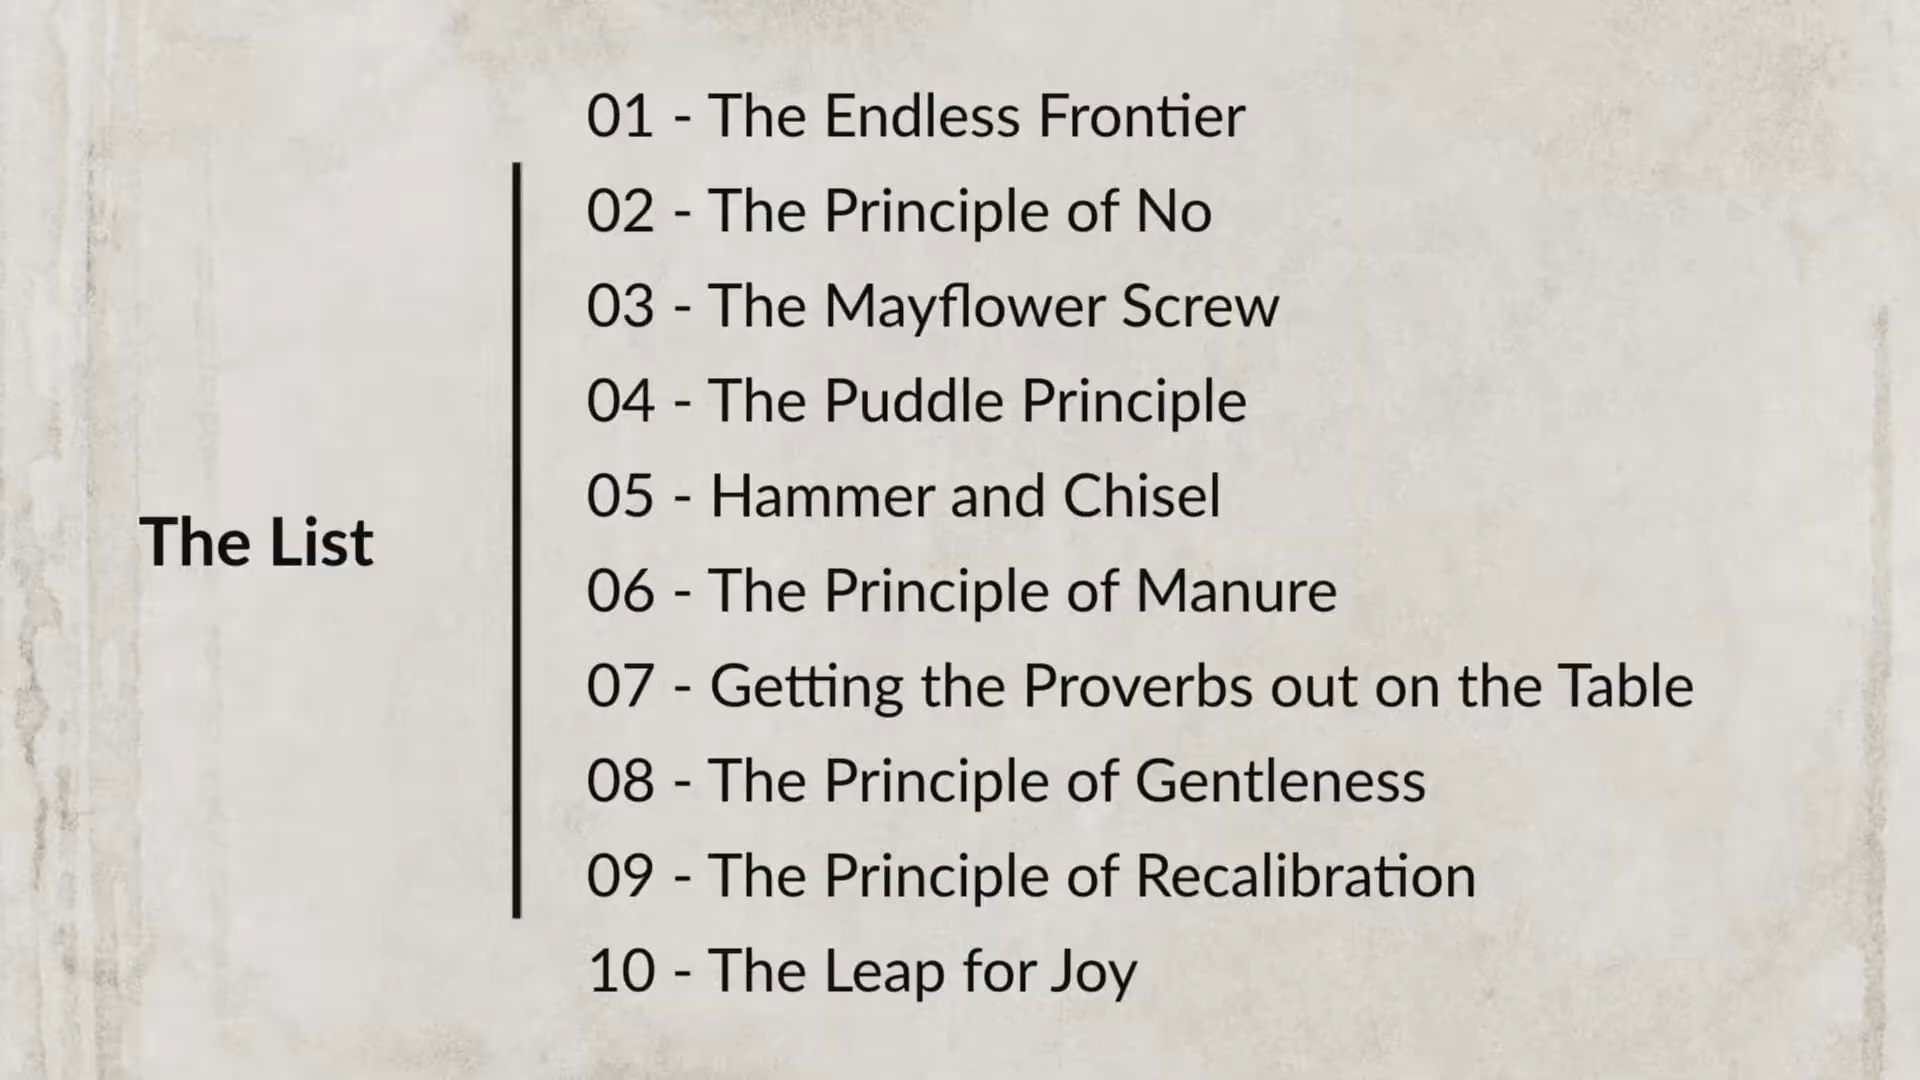 The List
01 - The Endless Frontier
02 - The Principle of No
03 - The Mayflower Screw
04 - The Puddle Principle
05 - Hammer and Chisel
06 - The Principle of Manure
07 - Getting the Proverbs out on the Table
08 - The Principle of Gentleness
09 - The Principle of Recalibration
10 - The Leap for Joy